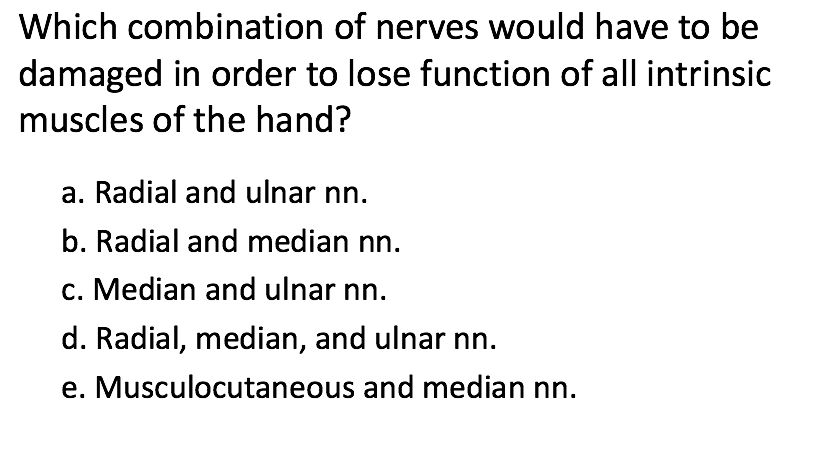 Which combination of nerves would have to be
damaged in order to lose function of all intrinsic
muscles of the hand?
a. Radial and ulnar nn.
b. Radial and median nn.
c. Median and ulnar nn.
d. Radial, median, and ulnar nn.
e. Musculocutaneous and median nn.